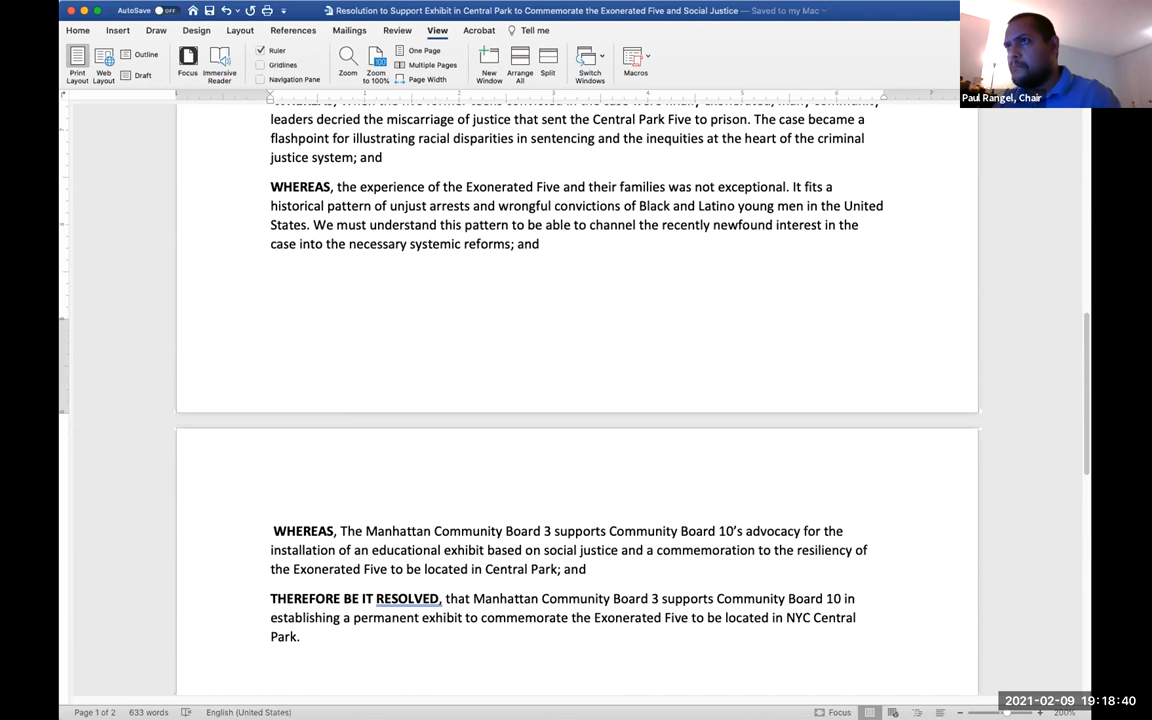 AutoSave OFF
Resolution to Support Exhibit in Central Park to Commemorate the Exonerated Five and Social Justice — Saved to my Mac
Home Insert Draw Design Layout References Mailings Review View Acrobat Tell me
Print Layout
Web Layout
Outline
Draft
Focus
Immersive Reader
Ruler
Gridlines
Navigation Pane
Zoom
Zoom to 100%
One Page
Multiple Pages
Page Width
New Window
Arrange All
Split
Switch Windows
Macros
Paul Rangel, Chair
leaders decried the miscarriage of justice that sent the Central Park Five to prison. The case became a
flashpoint for illustrating racial disparities in sentencing and the inequities at the heart of the criminal
justice system; and
WHEREAS, the experience of the Exonerated Five and their families was not exceptional. It fits a
historical pattern of unjust arrests and wrongful convictions of Black and Latino young men in the United
States. We must understand this pattern to be able to channel the recently newfound interest in the
case into the necessary systemic reforms; and
WHEREAS, The Manhattan Community Board 3 supports Community Board 10’s advocacy for the
installation of an educational exhibit based on social justice and a commemoration to the resiliency of
the Exonerated Five to be located in Central Park; and
THEREFORE BE IT RESOLVED, that Manhattan Community Board 3 supports Community Board 10 in
establishing a permanent exhibit to commemorate the Exonerated Five to be located in NYC Central
Park.
2021-02-09 19:18:40
Page 1 of 2 633 words English (United States) Focus 200%